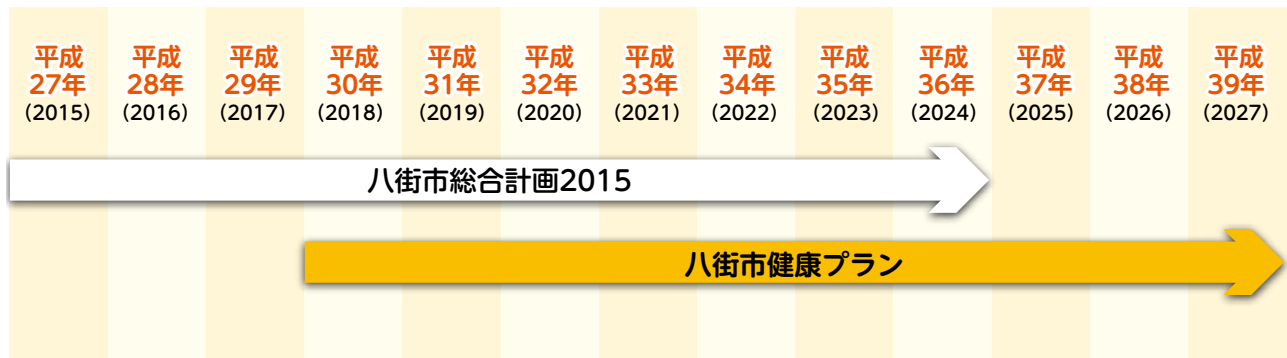 平成 平成 平成 平成 平成 平成 平成 平成 平成 平成 平成 平成 平成
27年 28年 29年 30年 31年 32年 33年 34年 35年 36年 37年 38年 39年
(2015) (2016) (2017) (2018) (2019) (2020) (2021) (2022) (2023) (2024) (2025) (2026) (2027)
八街市総合計画2015
八街市健康プラン